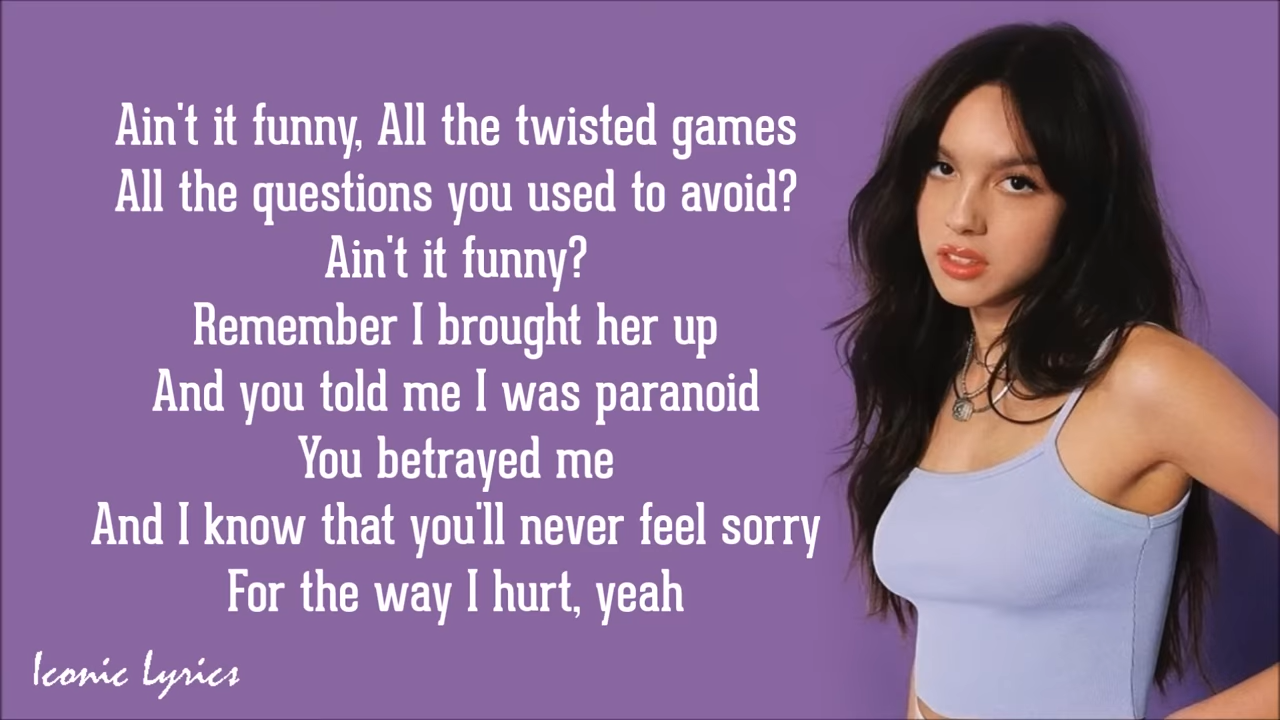 Ain't it funny, All the twisted games
All the questions you used to avoid?
Ain't it funny?
Remember I brought her up
And you told me I was paranoid
You betrayed me
And I know that you'll never feel sorry
For the way I hurt, yeah
Iconic Lyrics